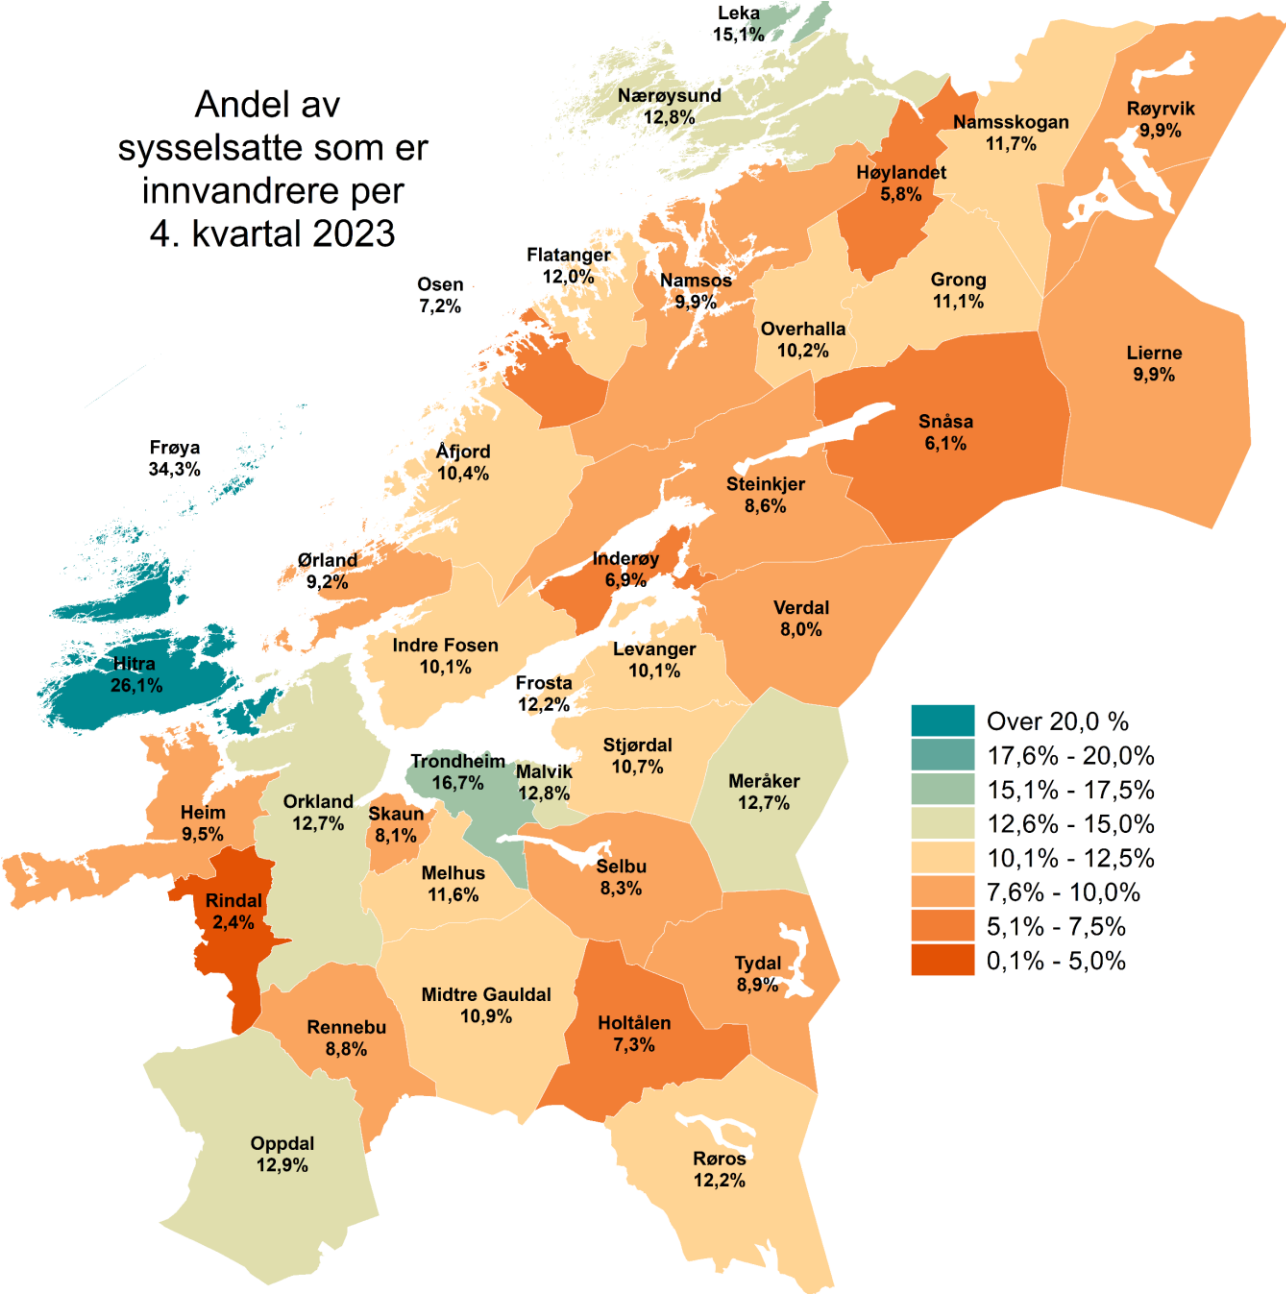 Andel av
sysselsatte som er
innvandrere per
4. kvartal 2023
Leka
15,1%
Nærøysund
12,8%
Namsskogan
11,7%
Røyrvik
9,9%
Høylandet
5,8%
Flatanger
12,0%
Osen
7,2%
Namsos
9,9%
Grong
11,1%
Overhalla
10,2%
Lierne
9,9%
Snåsa
6,1%
Frøya
34,3%
Åfjord
10,4%
Steinkjer
8,6%
Ørland
9,2%
Inderøy
6,9%
Verdal
8,0%
Indre Fosen
10,1%
Levanger
10,1%
Hitra
26,1%
Frosta
12,2%
Stjørdal
10,7%
Trondheim
16,7%
Malvik
12,8%
Meråker
12,7%
Orkland
12,7%
Skaun
8,1%
Heim
9,5%
Melhus
11,6%
Selbu
8,3%
Rindal
2,4%
Tydal
8,9%
Midtre Gauldal
10,9%
Rennebu
8,8%
Holtålen
7,3%
Oppdal
12,9%
Røros
12,2%
Over 20,0 %
17,6% - 20,0%
15,1% - 17,5%
12,6% - 15,0%
10,1% - 12,5%
7,6% - 10,0%
5,1% - 7,5%
0,1% - 5,0%